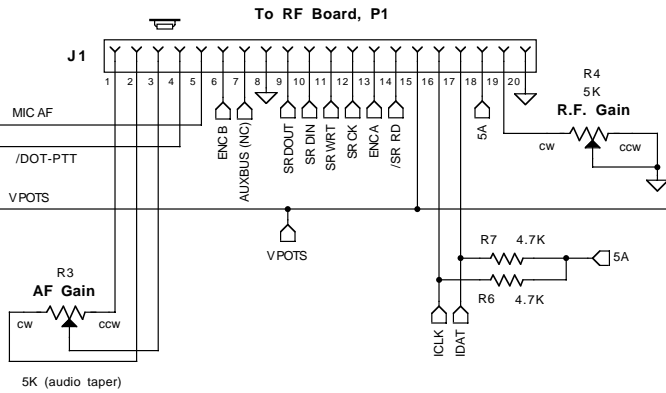 To RF Board, P1
J1
1 2 3 4 5 6 7 8 9 10 11 12 13 14 15 16 17 18 19 20
MIC AF
/DOT-PTT
VPOTS
ENC B
AUXBUS (NC)
SR DOUT
SR DIN
SR WRT
SR CK
ENC A
/SR RD
5A
R4
5K
R.F. Gain
cw
ccw
VPOTS
R7 4.7K
5A
R6 4.7K
ICLK
IDAT
R3
AF Gain
cw
ccw
5K (audio taper)